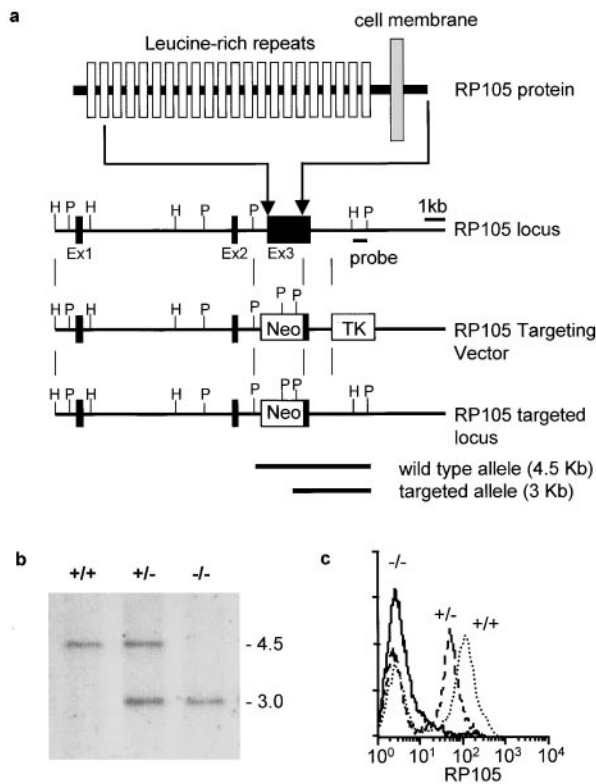 a
Leucine-rich repeats
cell membrane
RP105 protein
H P H H P P H P
1kb
RP105 locus
Ex1 Ex2 Ex3
probe
H P H H P P P P
Neo TK
RP105 Targeting
Vector
H P H H P P P P H P
Neo
RP105 targeted
locus
wild type allele (4.5 Kb)
targeted allele (3 Kb)
b
+/+ +/- -/-
- 4.5
- 3.0
c
-/-
+/-
+/+
10⁰ 10¹ 10² 10³ 10⁴
RP105